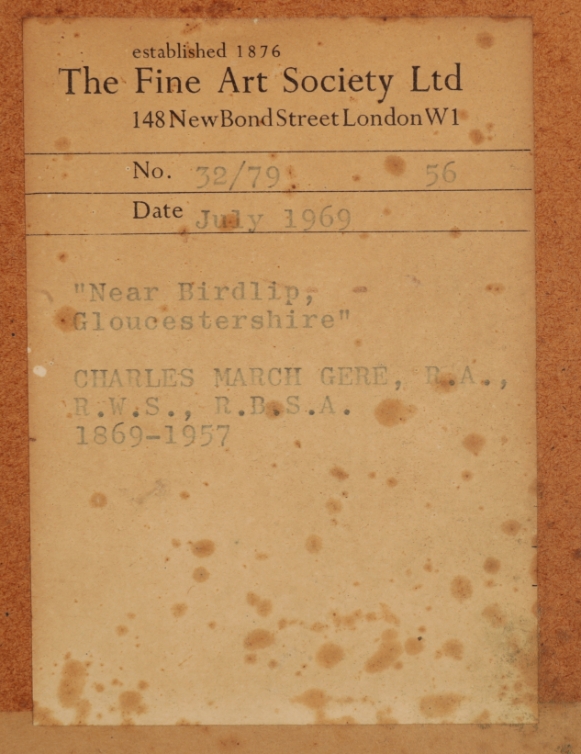 established 1876
The Fine Art Society Ltd
148 New Bond Street London W1
No. 32/79 56
Date July 1969
"Near Birdlip,
Gloucestershire"
CHARLES MARCH GERE, R.A.,
R.W.S., R.B.S.A.
1869-1957